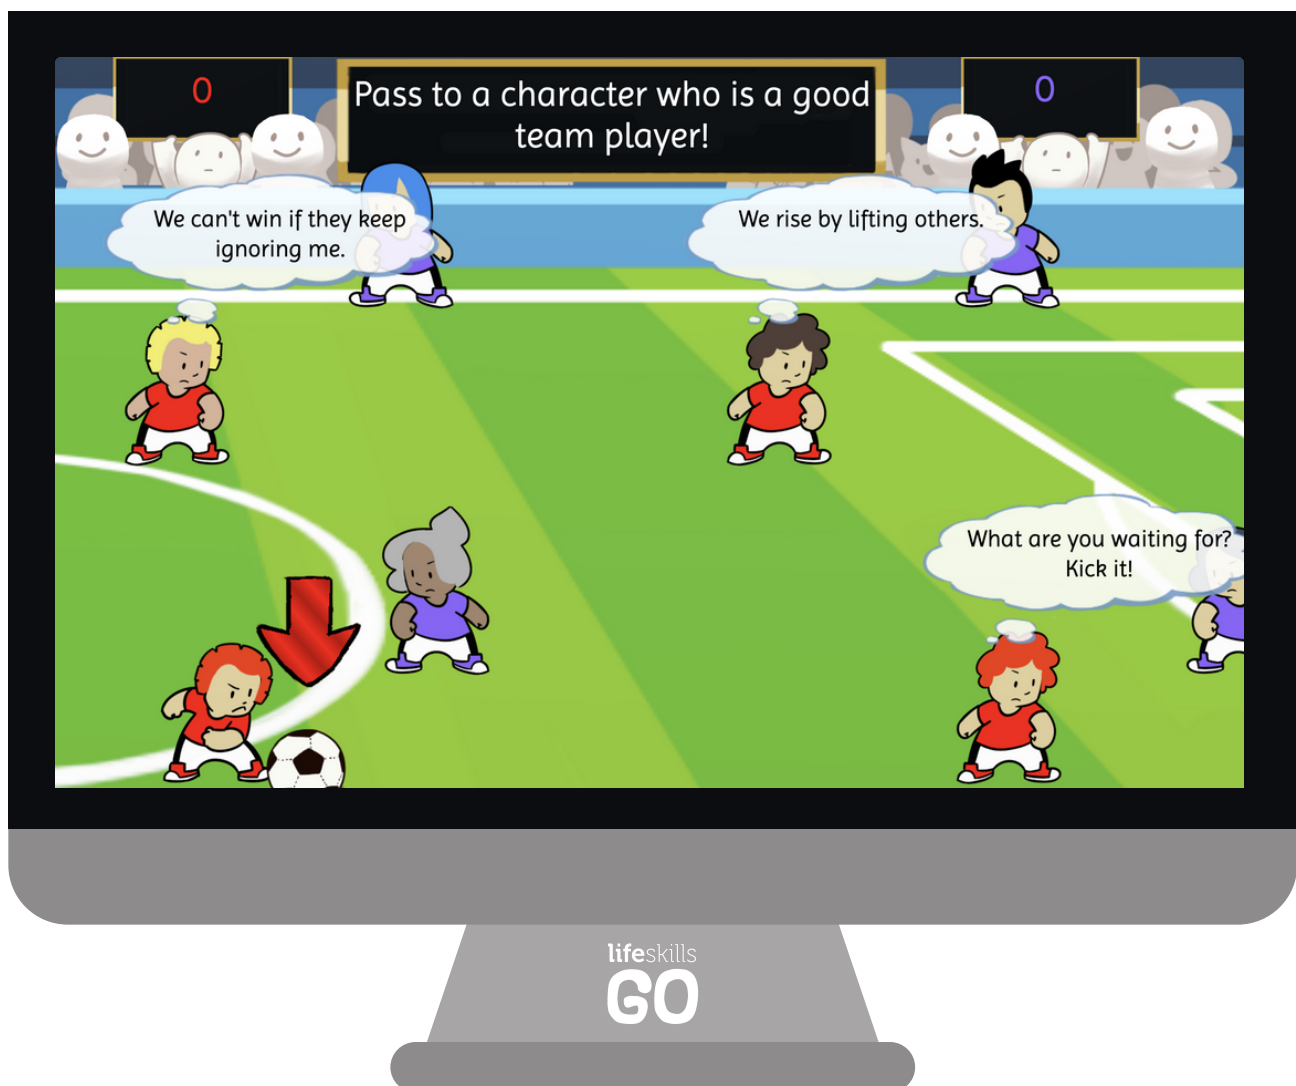 0
Pass to a character who is a good
team player!
0
We can't win if they keep
ignoring me.
We rise by lifting others.
What are you waiting for?
Kick it!
lifeskills
GO